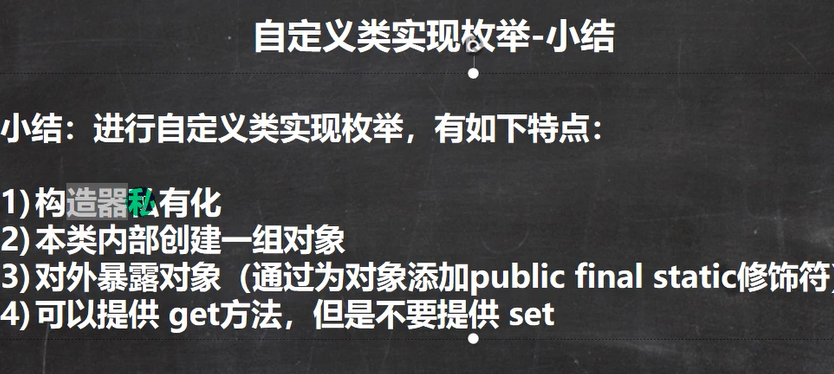 自定义类实现枚举-小结
小结：进行自定义类实现枚举，有如下特点：
1) 构造器私有化
2) 本类内部创建一组对象
3) 对外暴露对象（通过为对象添加public final static修饰符）
4) 可以提供 get方法，但是不要提供 set